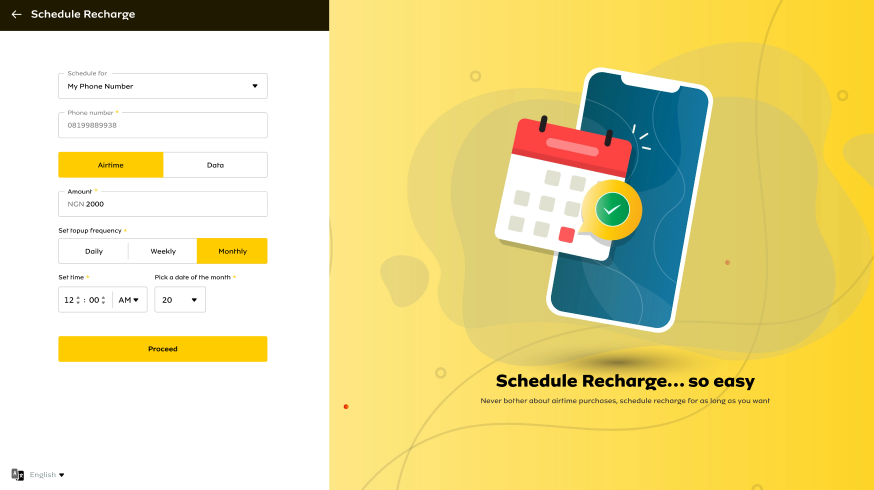 Schedule Recharge
Schedule for
My Phone Number
Phone number *
08199889938
Airtime
Data
Amount *
NGN 2000
Set topup frequency *
Daily
Weekly
Monthly
Set time *
Pick a date of the month *
12 : 00 AM
20
Proceed
English
Schedule Recharge... so easy
Never bother about airtime purchases, schedule recharge for as long as you want